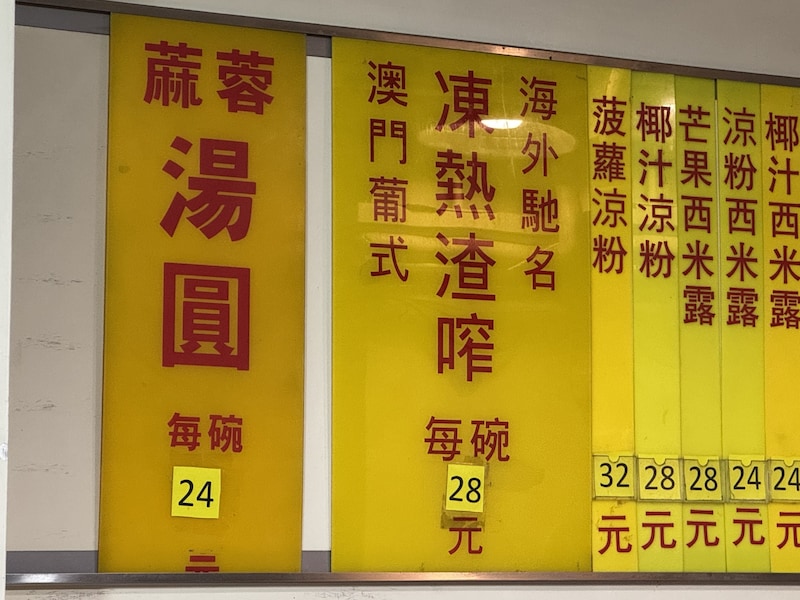 蔴蓉
湯圓
每碗
24
元
海外馳名
凍熱渣咋
澳門葡式
每碗
28
元
菠蘿涼粉
32
元
椰汁涼粉
28
元
芒果西米露
28
元
涼粉西米露
24
元
椰汁西米露
24
元